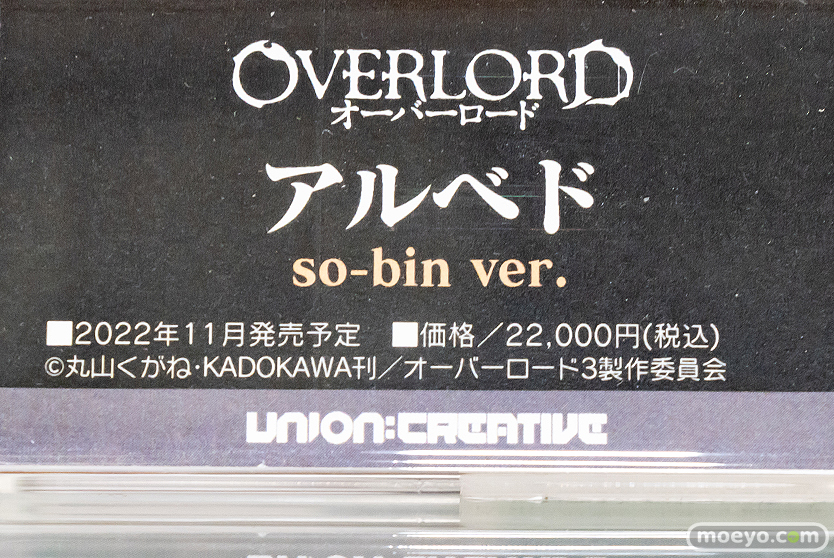 OVERLORD
オーバーロード
アルベド
so-bin ver.
■2022年11月発売予定 ■価格／22,000円(税込)
©丸山くがね・KADOKAWA刊／オーバーロード3製作委員会
UNION:CREATIVE
moeyo.com